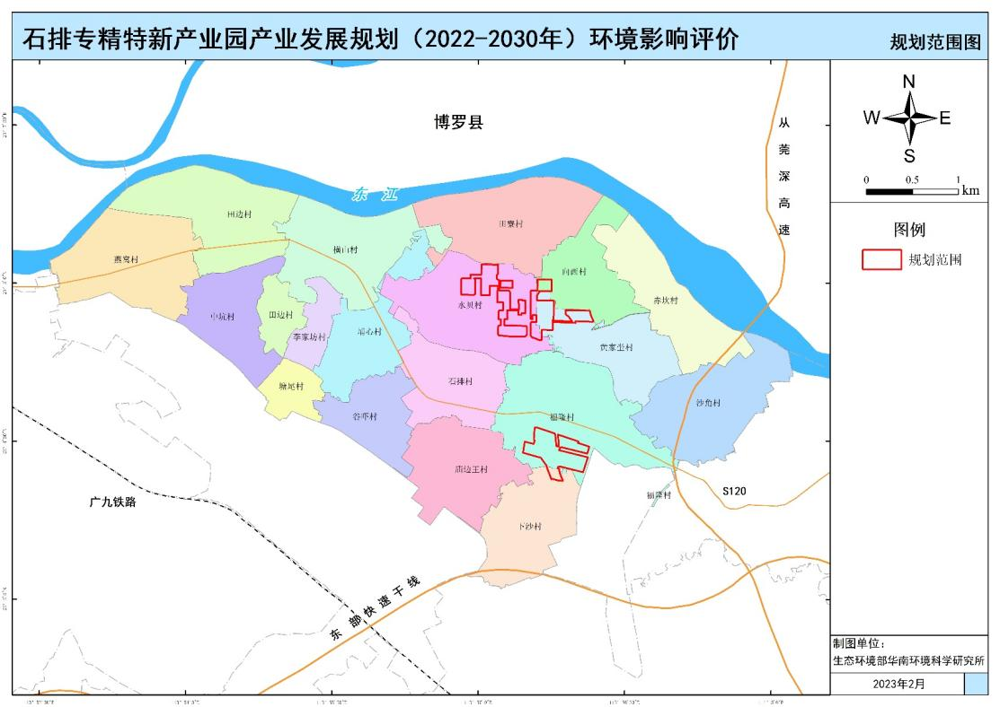 石排专精特新产业园产业发展规划（2022-2030年）环境影响评价
规划范围图
博罗县
从莞深高速
东 江
N
W
E
S
0 0.5 1
km
图例
规划范围
田边村
田寮村
燕窝村
横山村
向西村
赤坎村
水贝村
中坑村
田边村
李家坊村
埔心村
黄家壆村
石排村
塘尾村
谷吓村
福隆村
沙角村
庙边王村
S120
福隆村
广九铁路
下沙村
东部快速干线
制图单位：
生态环境部华南环境科学研究所
2023年2月